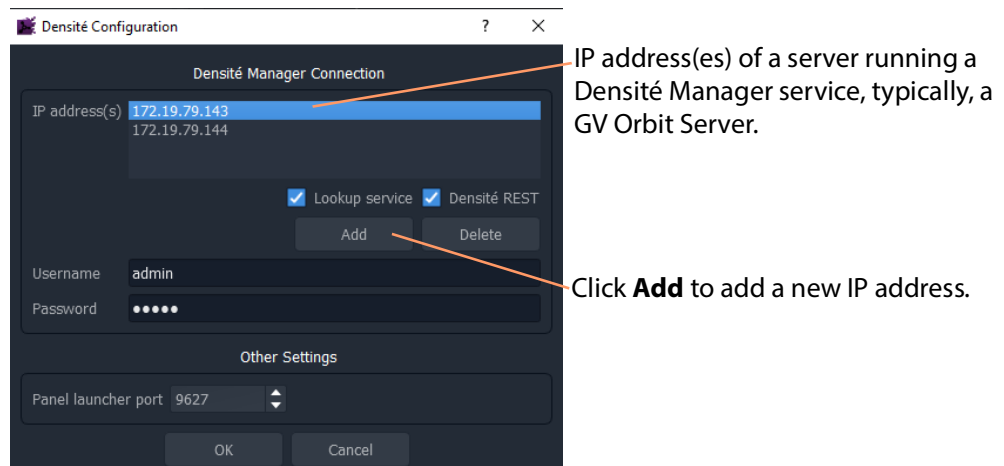 Densité Configuration ? ×
Densité Manager Connection
IP address(s) 172.19.79.143
172.19.79.144
Lookup service Densité REST
Add Delete
Username admin
Password •••••
Other Settings
Panel launcher port 9627
OK Cancel
IP address(es) of a server running a
Densité Manager service, typically, a
GV Orbit Server.
Click Add to add a new IP address.